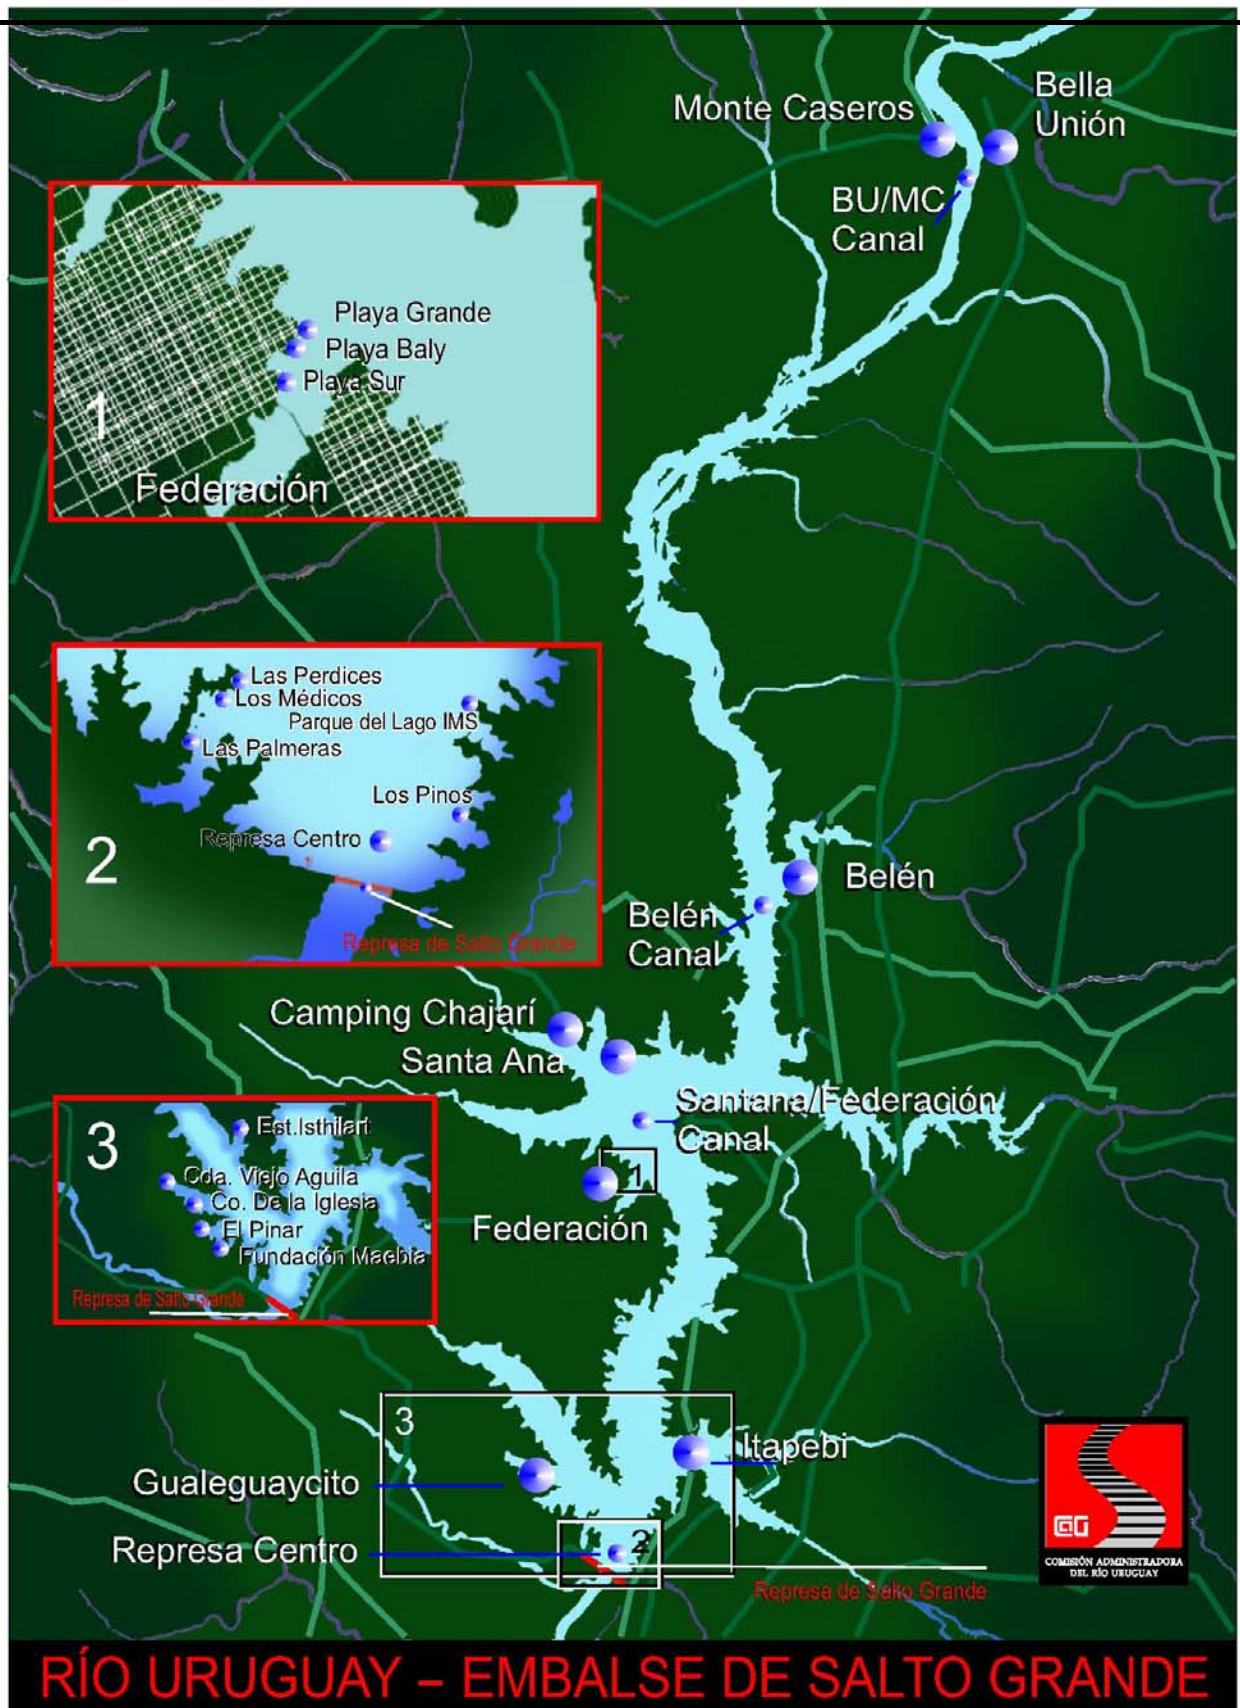 Monte Caseros
Bella
Unión
BU/MC
Canal
Playa Grande
Playa Baly
Playa Sur
1
Federación
Las Perdices
Los Médicos
Parque del Lago IMS
Las Palmeras
Los Pinos
Represa Centro
2
Represa de Salto Grande
Belén
Belén
Canal
Camping Chajarí
Santa Ana
Santana/Federación
Canal
1
Federación
3
Est.Isthilart
Cda. Viejo Aguila
Co. De la Iglesia
El Pinar
Fundación Maebia
Represa de Salto Grande
3
Itapebi
Gualeguaycito
Represa Centro
2
Represa de Salto Grande
COMISIÓN ADMINISTRADORA
DEL RÍO URUGUAY
RÍO URUGUAY – EMBALSE DE SALTO GRANDE